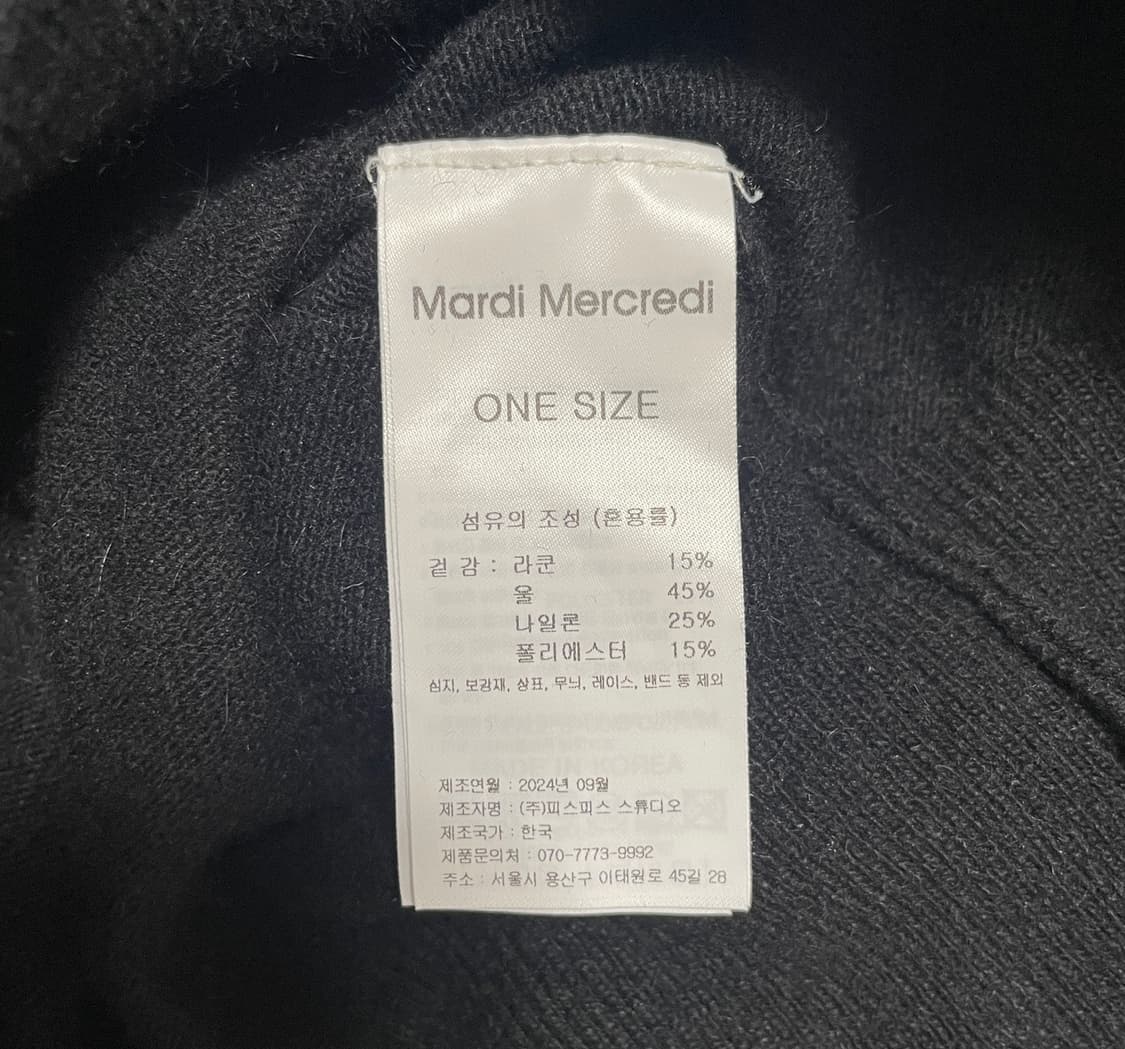 Mardi Mercredi
ONE SIZE
섬유의 조성 (혼용률)
겉 감 : 라쿤 15%
울 45%
나일론 25%
폴리에스터 15%
심지, 보강재, 상표, 무늬, 레이스, 밴드 등 제외
제조연월 : 2024년 09월
제조자명 : (주)피스피스 스튜디오
제조국가 : 한국
제품문의처 : 070-7773-9992
주소 : 서울시 용산구 이태원로 45길 28